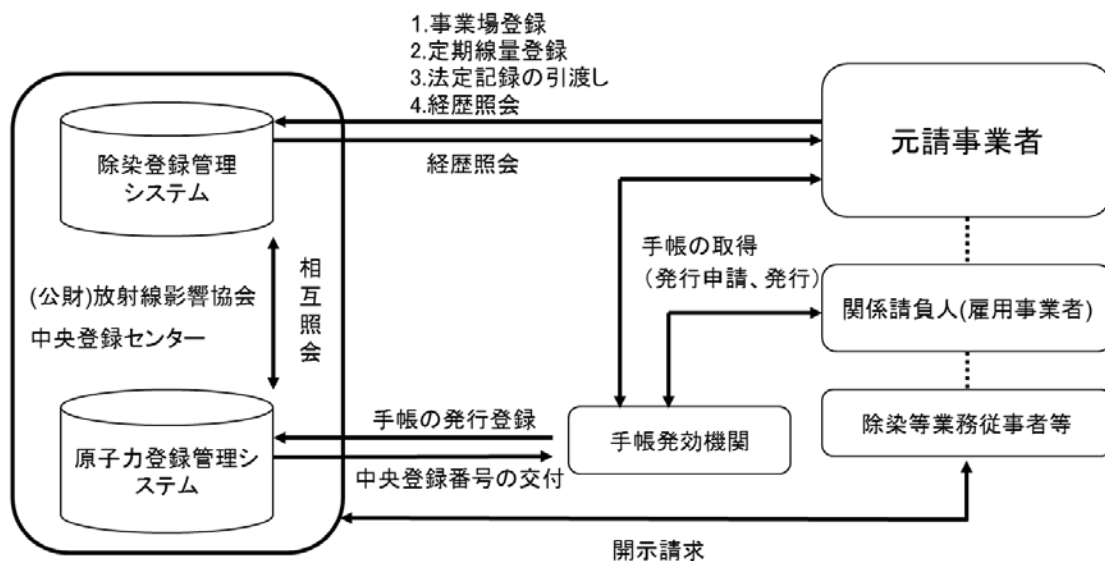 1.事業場登録
2.定期線量登録
3.法定記録の引渡し
4.経歴照会
経歴照会
元請事業者
除染登録管理
システム
手帳の取得
（発行申請、発行）
相互照会
(公財)放射線影響協会
中央登録センター
関係請負人(雇用事業者)
手帳の発行登録
手帳発効機関
除染等業務従事者等
原子力登録管理シ
ステム
中央登録番号の交付
開示請求